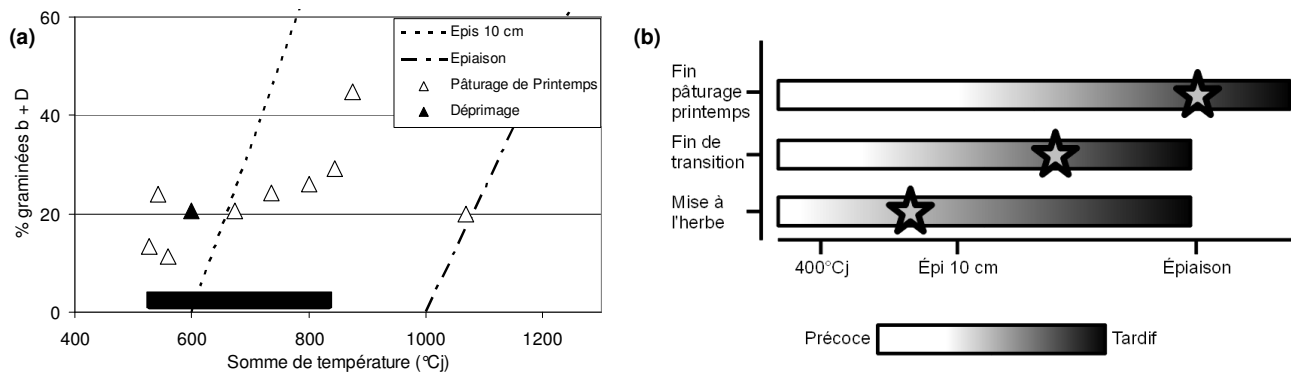 (a)
% graminées b + D
60
40
20
0
400
600
800
1000
1200
Somme de température (°Cj)
Epis 10 cm
Epiaison
Pâturage de Printemps
Déprimage
(b)
Fin
pâturage
printemps
Fin de
transition
Mise à
l'herbe
400°Cj
Épi 10 cm
Épiaison
Précoce
Tardif